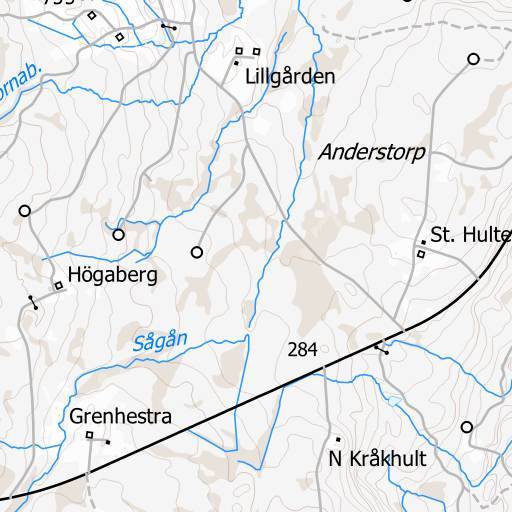 Lillgården
Anderstorp
St. Hulte
Högaberg
Sågån
284
Grenhestra
N Kråkhult